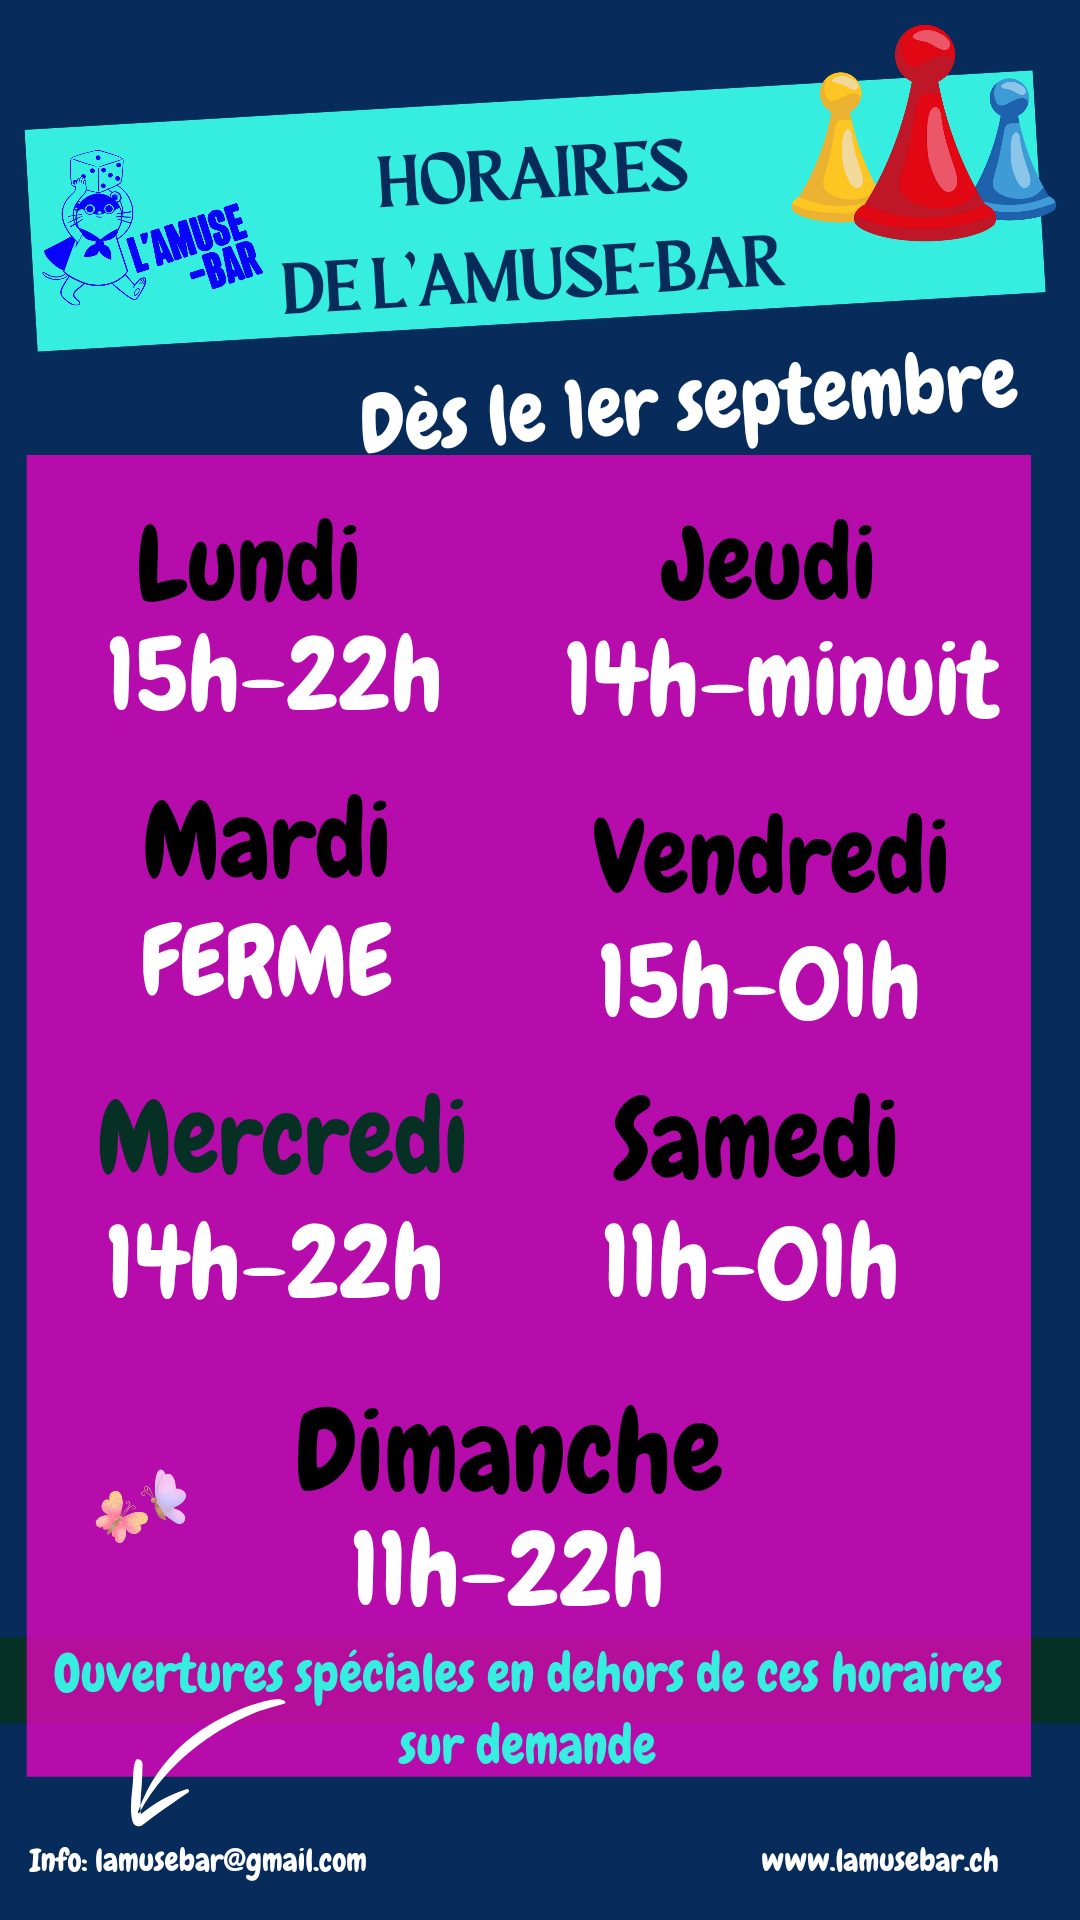 HORAIRES
DE L'AMUSE-BAR
L'AMUSE
-BAR
Dès le 1er septembre
Lundi
15h-22h
Mardi
FERME
Mercredi
14h-22h
Jeudi
14h-minuit
Vendredi
15h-01h
Samedi
11h-01h
Dimanche
11h-22h
Ouvertures spéciales en dehors de ces horaires
sur demande
Info: lamusebar@gmail.com
www.lamusebar.ch